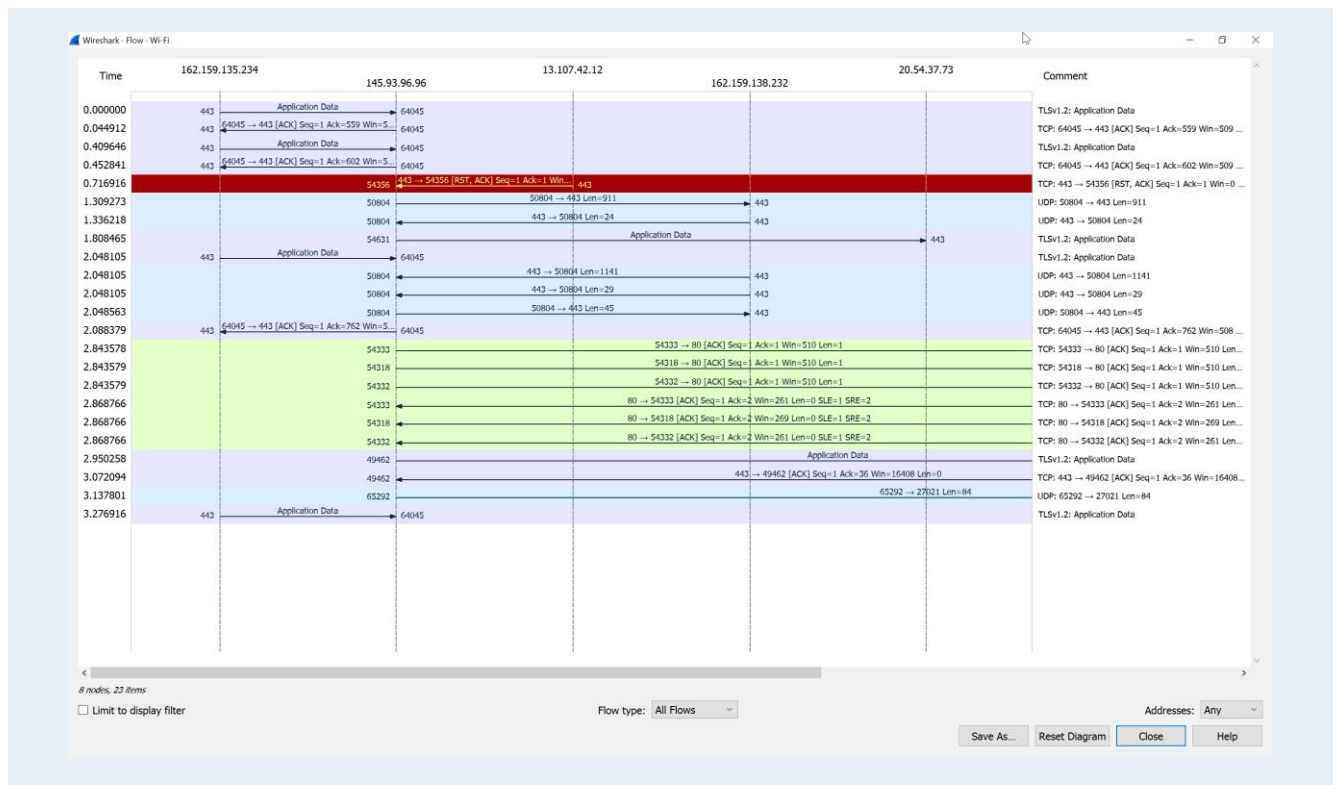 Wireshark - Flow - Wi-Fi
Time 162.159.135.234 145.93.96.96 13.107.42.12 162.159.138.232 20.54.37.73 Comment
0.000000 443 Application Data 64045 TLSv1.2: Application Data
0.044912 443 64045 → 443 [ACK] Seq=1 Ack=559 Win=5... 64045 TCP: 64045 → 443 [ACK] Seq=1 Ack=559 Win=509 ...
0.409646 443 Application Data 64045 TLSv1.2: Application Data
0.452841 443 64045 → 443 [ACK] Seq=1 Ack=602 Win=5... 64045 TCP: 64045 → 443 [ACK] Seq=1 Ack=602 Win=509 ...
0.716916 54356 443 → 54356 [RST, ACK] Seq=1 Ack=1 Win... 443 TCP: 443 → 54356 [RST, ACK] Seq=1 Ack=1 Win=0 ...
1.309273 50804 50804 → 443 Len=911 443 UDP: 50804 → 443 Len=911
1.336218 50804 443 → 50804 Len=24 443 UDP: 443 → 50804 Len=24
1.808465 54631 Application Data 443 TLSv1.2: Application Data
2.048105 443 Application Data 64045 TLSv1.2: Application Data
2.048105 50804 443 → 50804 Len=1141 443 UDP: 443 → 50804 Len=1141
2.048105 50804 443 → 50804 Len=29 443 UDP: 443 → 50804 Len=29
2.048563 50804 50804 → 443 Len=45 443 UDP: 50804 → 443 Len=45
2.088379 443 64045 → 443 [ACK] Seq=1 Ack=762 Win=5... 64045 TCP: 64045 → 443 [ACK] Seq=1 Ack=762 Win=508 ...
2.843578 54333 54333 → 80 [ACK] Seq=1 Ack=1 Win=510 Len=1 TCP: 54333 → 80 [ACK] Seq=1 Ack=1 Win=510 Len...
2.843579 54318 54318 → 80 [ACK] Seq=1 Ack=1 Win=510 Len=1 TCP: 54318 → 80 [ACK] Seq=1 Ack=1 Win=510 Len...
2.843579 54332 54332 → 80 [ACK] Seq=1 Ack=1 Win=510 Len=1 TCP: 54332 → 80 [ACK] Seq=1 Ack=1 Win=510 Len...
2.868766 54333 80 → 54333 [ACK] Seq=1 Ack=2 Win=261 Len=0 SLE=1 SRE=2 TCP: 80 → 54333 [ACK] Seq=1 Ack=2 Win=261 Len...
2.868766 54318 80 → 54318 [ACK] Seq=1 Ack=2 Win=269 Len=0 SLE=1 SRE=2 TCP: 80 → 54318 [ACK] Seq=1 Ack=2 Win=269 Len...
2.868766 54332 80 → 54332 [ACK] Seq=1 Ack=2 Win=261 Len=0 SLE=1 SRE=2 TCP: 80 → 54332 [ACK] Seq=1 Ack=2 Win=261 Len...
2.950258 49462 Application Data TLSv1.2: Application Data
3.072094 49462 443 → 49462 [ACK] Seq=1 Ack=36 Win=16408 Len=0 TCP: 443 → 49462 [ACK] Seq=1 Ack=36 Win=16408...
3.137801 65292 65292 → 27021 Len=84 UDP: 65292 → 27021 Len=84
3.276916 443 Application Data 64045 TLSv1.2: Application Data
8 nodes, 23 items
Limit to display filter Flow type: All Flows Addresses: Any
Save As... Reset Diagram Close Help